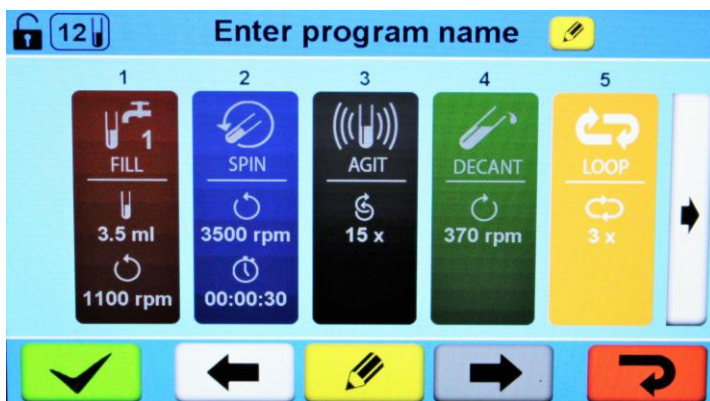 12
Enter program name
1 2 3 4 5
1
FILL SPIN AGIT DECANT LOOP
3.5 ml 3500 rpm 15 x 370 rpm 3 x
1100 rpm 00:00:30